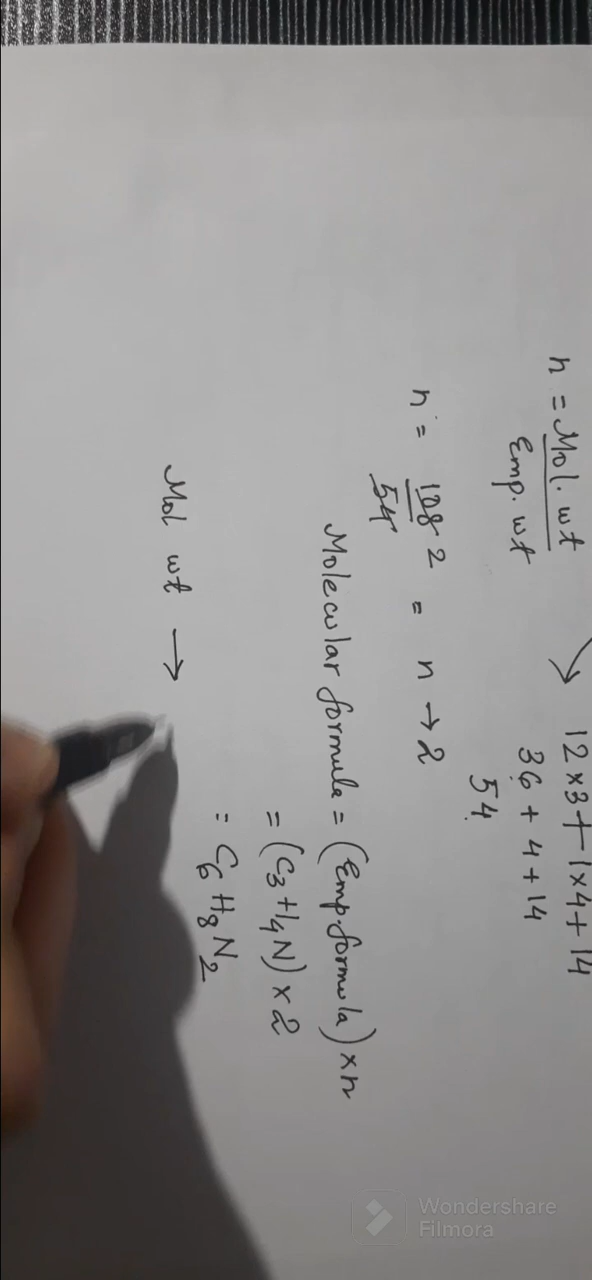 n = Mol. wt / Emp. wt → 12 × 3 + 1 × 4 + 14
36 + 4 + 14
54
n = 108 / 54 2 = n → 2
Molecular formula = (Emp. formula) × n
= (C3H4N) × 2
= C6H8N2
Mol wt →
Wondershare
Filmora